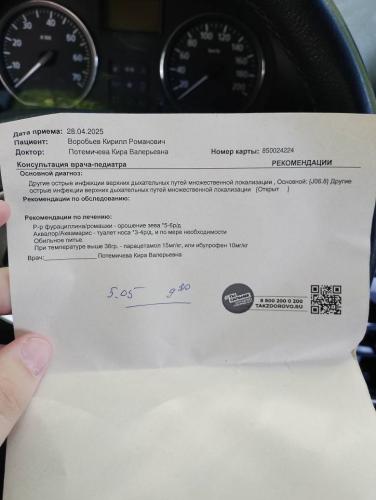 Дата приема: 28.04.2025
Пациент: Воробьев Кирилл Романович
Доктор: Потемичева Кира Валерьевна Номер карты: 850024224
Консультация врача-педиатра РЕКОМЕНДАЦИИ
Основной диагноз:
Другие острые инфекции верхних дыхательных путей множественной локализации , Основной; (J06.8) Другие
острые инфекции верхних дыхательных путей множественной локализации (Открыт )
Рекомендации по обследованию:
Рекомендации по лечению:
Р-р фурациллина/ромашки - орошение зева *5-6р/д
Аквалор/Аквамарис - туалет носа *3-4р/д, и по мере необходимости
Обильное питье.
При температуре выше 38гр. - парацетамол 15мг/кг, или ибупрофен 10мг/кг
Врач: Потемичева Кира Валерьевна
5.05 9 00
8 800 200 0 200
TAKZDOROVO.RU